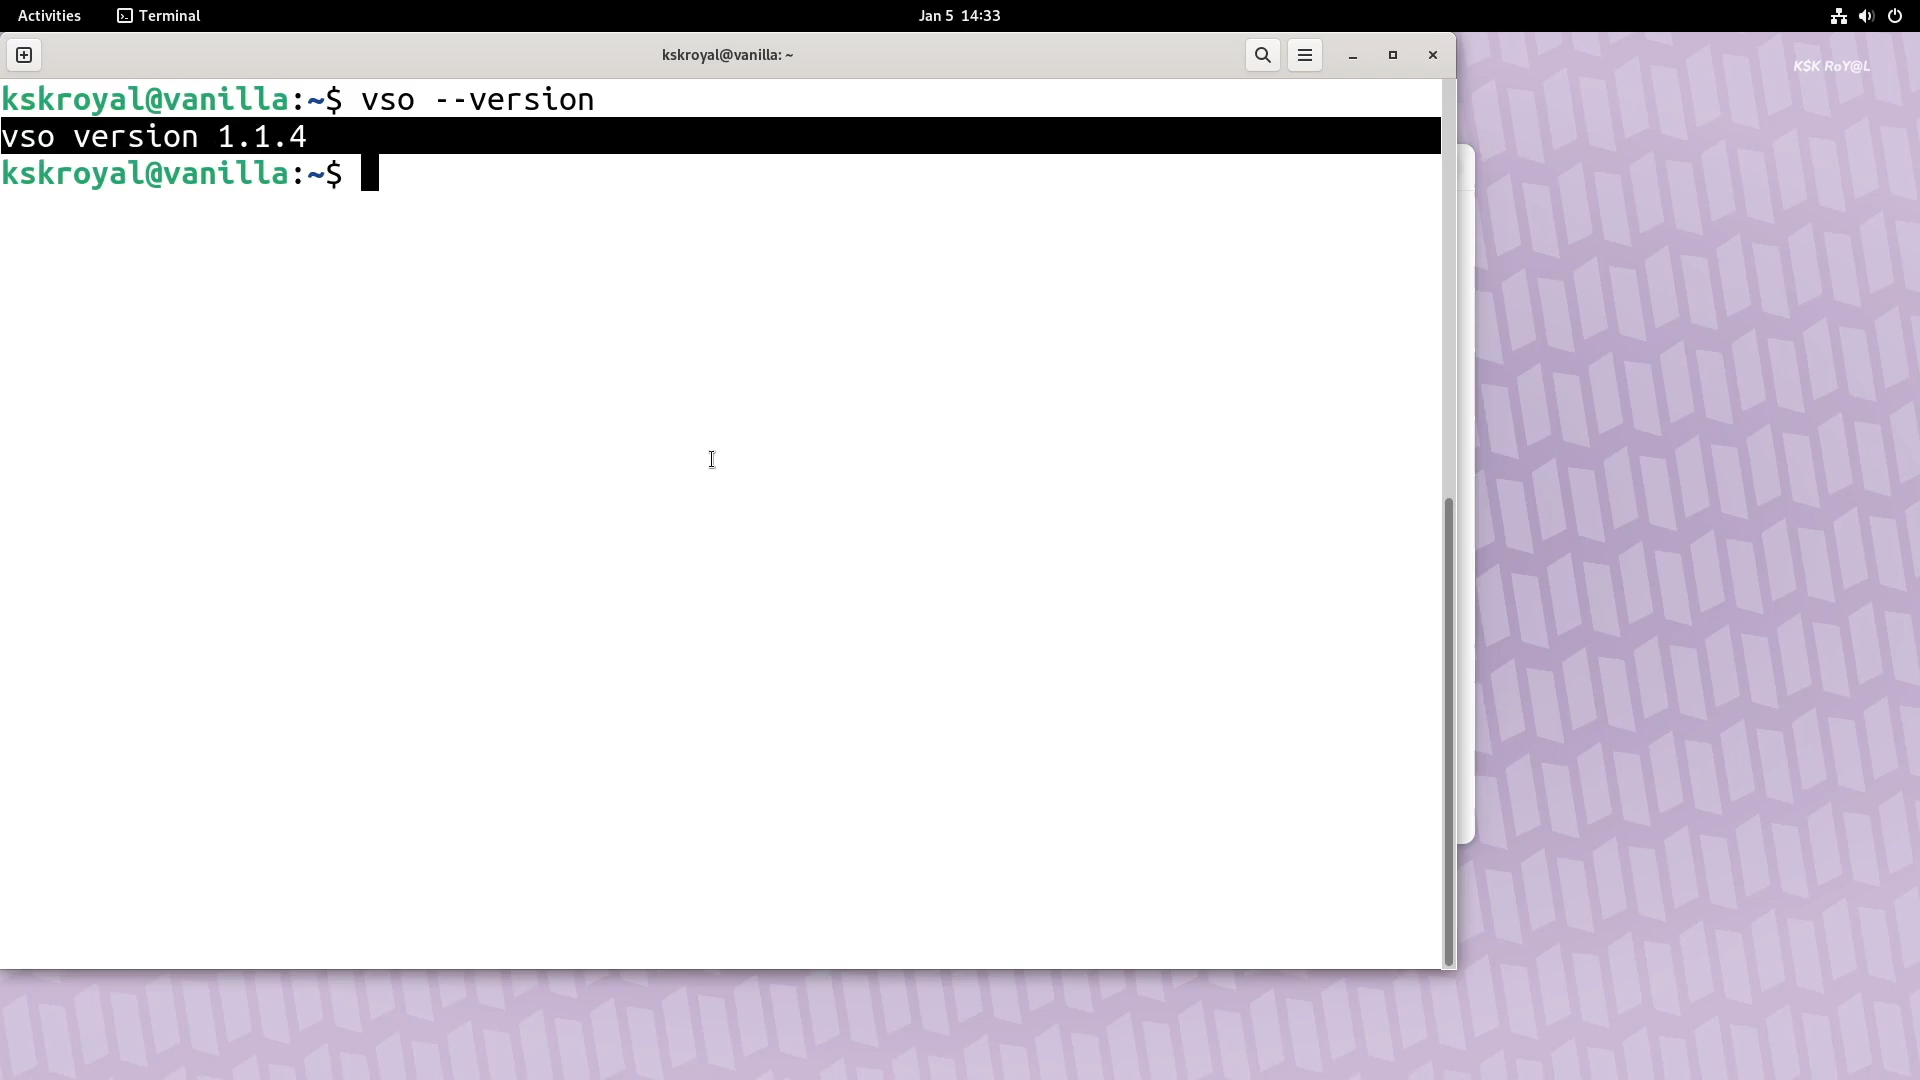 Activities Terminal Jan 5 14:33
kskroyal@vanilla: ~
K$K RoY@L
kskroyal@vanilla:~$ vso --version
vso version 1.1.4
kskroyal@vanilla:~$